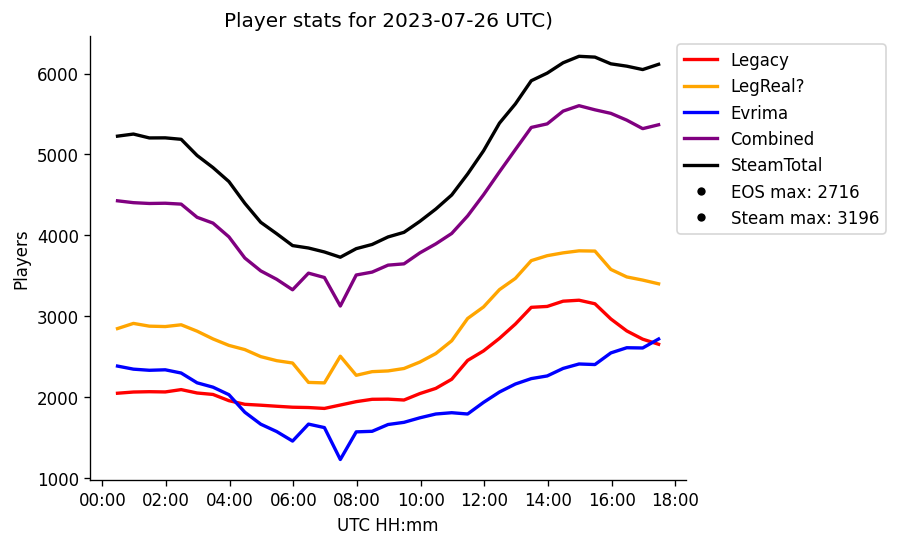 Player stats for 2023-07-26 UTC)
Players
6000
5000
4000
3000
2000
1000
00:00 02:00 04:00 06:00 08:00 10:00 12:00 14:00 16:00 18:00
UTC HH:mm
Legacy
LegReal?
Evrima
Combined
SteamTotal
EOS max: 2716
Steam max: 3196